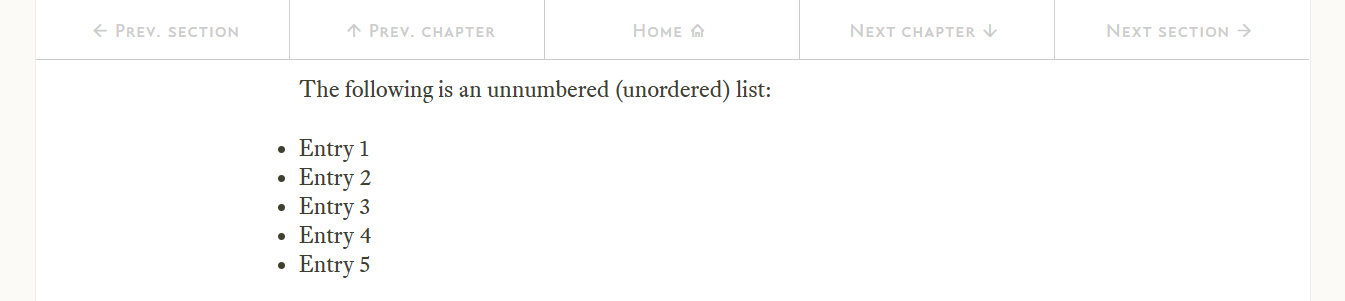 ← Prev. section ↑ Prev. chapter Home Next chapter ↓ Next section →
The following is an unnumbered (unordered) list:
• Entry 1
• Entry 2
• Entry 3
• Entry 4
• Entry 5